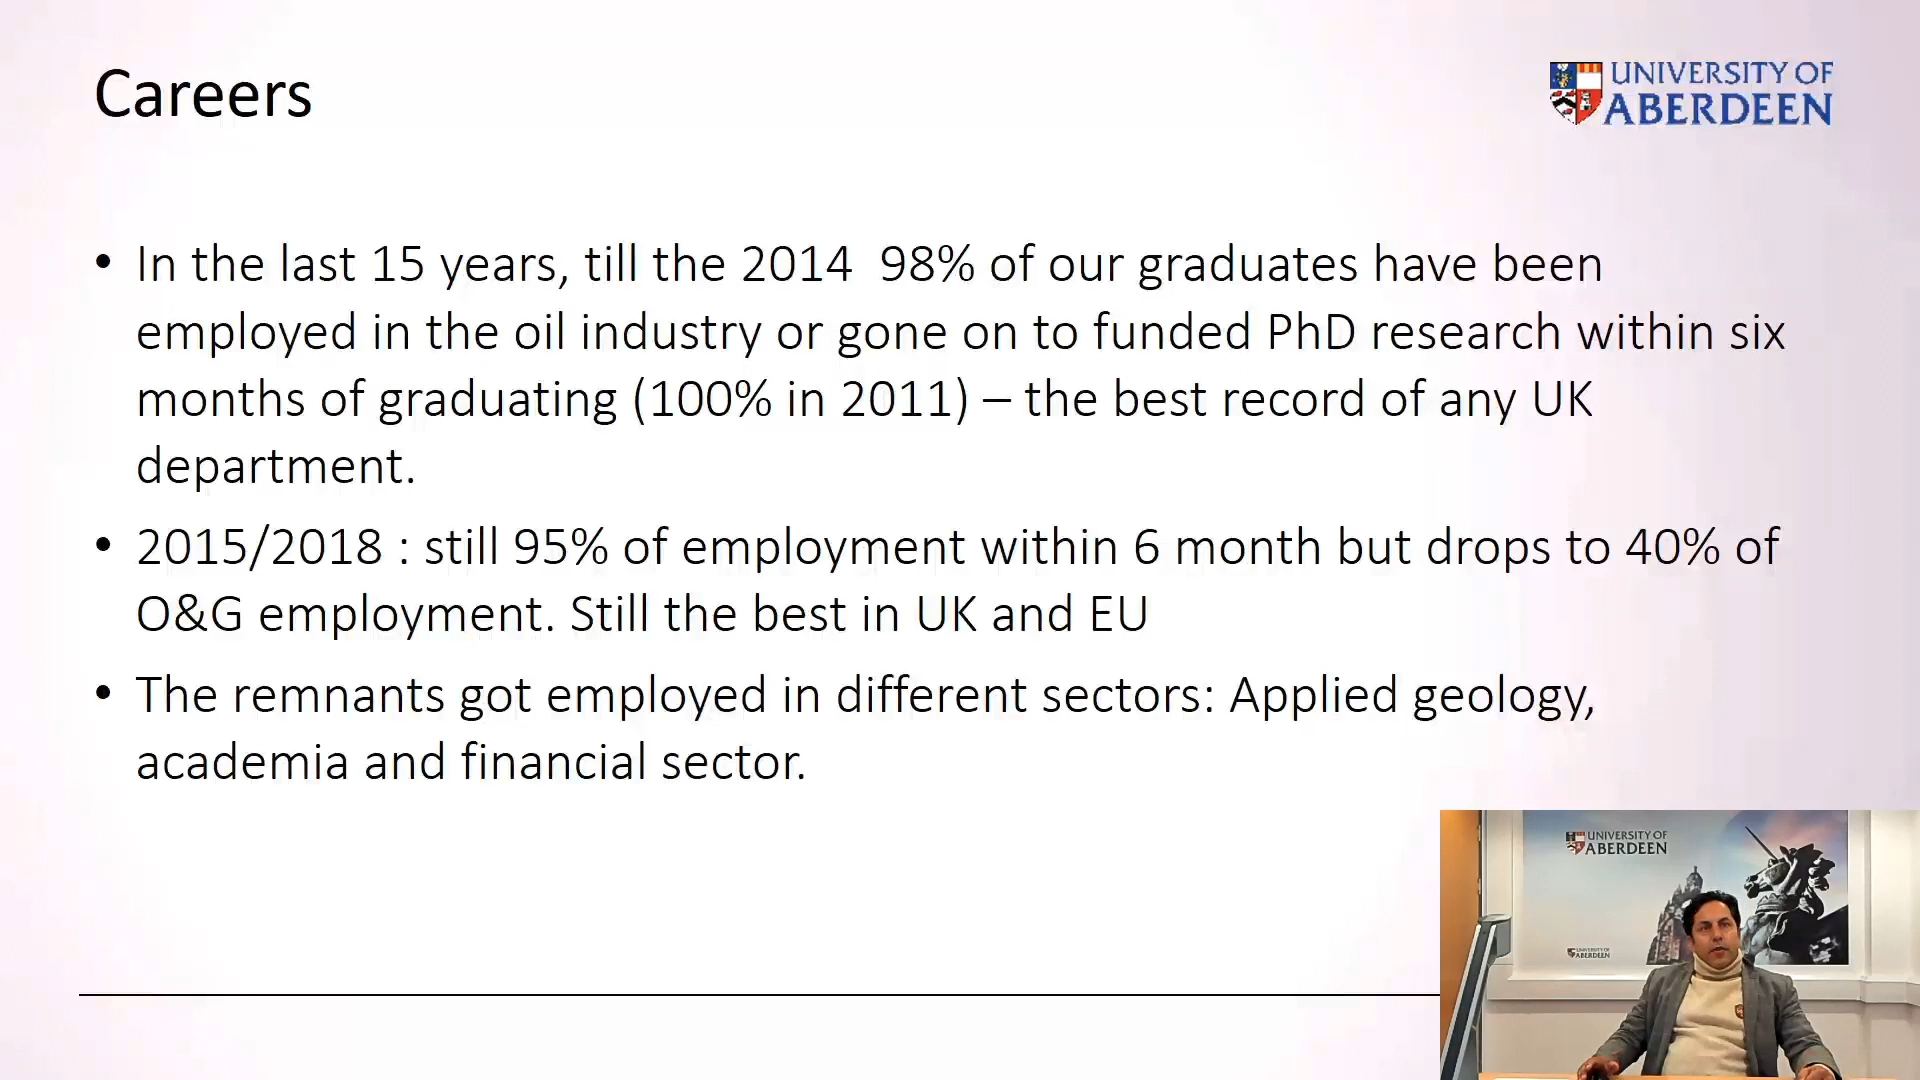 Careers
UNIVERSITY OF
ABERDEEN
• In the last 15 years, till the 2014  98% of our graduates have been
employed in the oil industry or gone on to funded PhD research within six
months of graduating (100% in 2011) – the best record of any UK
department.
• 2015/2018 : still 95% of employment within 6 month but drops to 40% of
O&G employment. Still the best in UK and EU
• The remnants got employed in different sectors: Applied geology,
academia and financial sector.
UNIVERSITY OF
ABERDEEN
UNIVERSITY OF
ABERDEEN